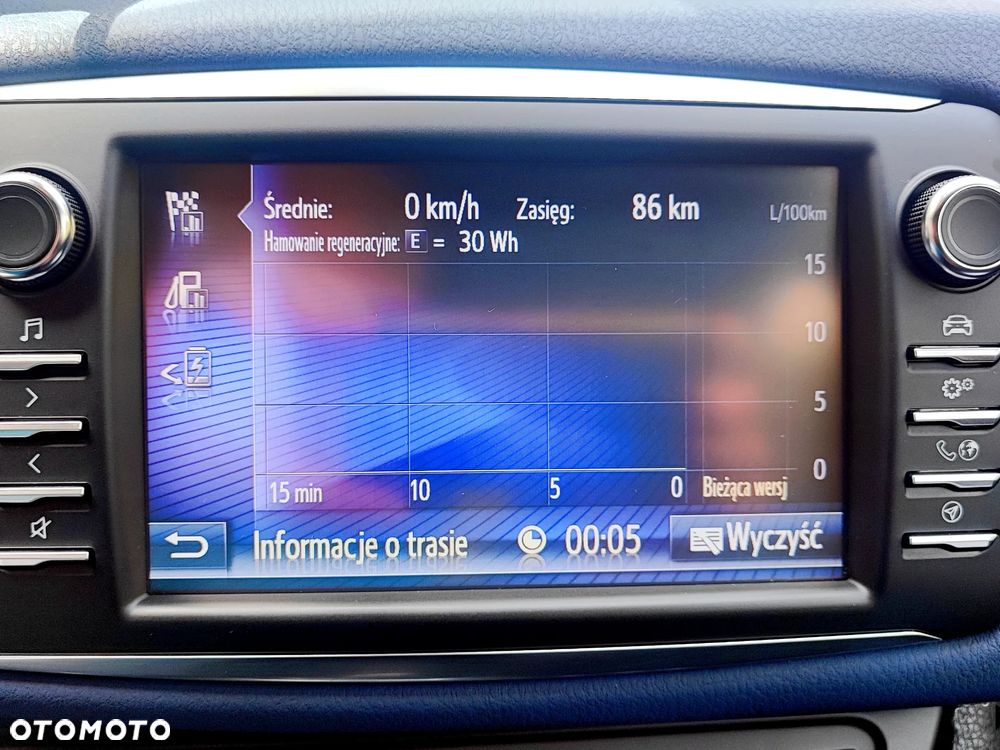 Średnie: 0 km/h Zasięg: 86 km L/100km
Hamowanie regeneracyjne: E = 30 Wh
15
10
5
0
15 min 10 5 0 Bieżąca wersj
Informacje o trasie 00:05 Wyczyść
OTOMOTO